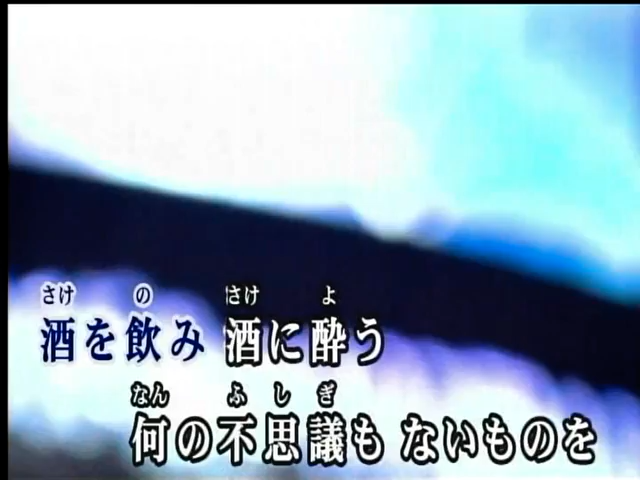 さけ の さけ よ
酒を飲み 酒に酔う
なん ふ し ぎ
何の不思議も ないものを